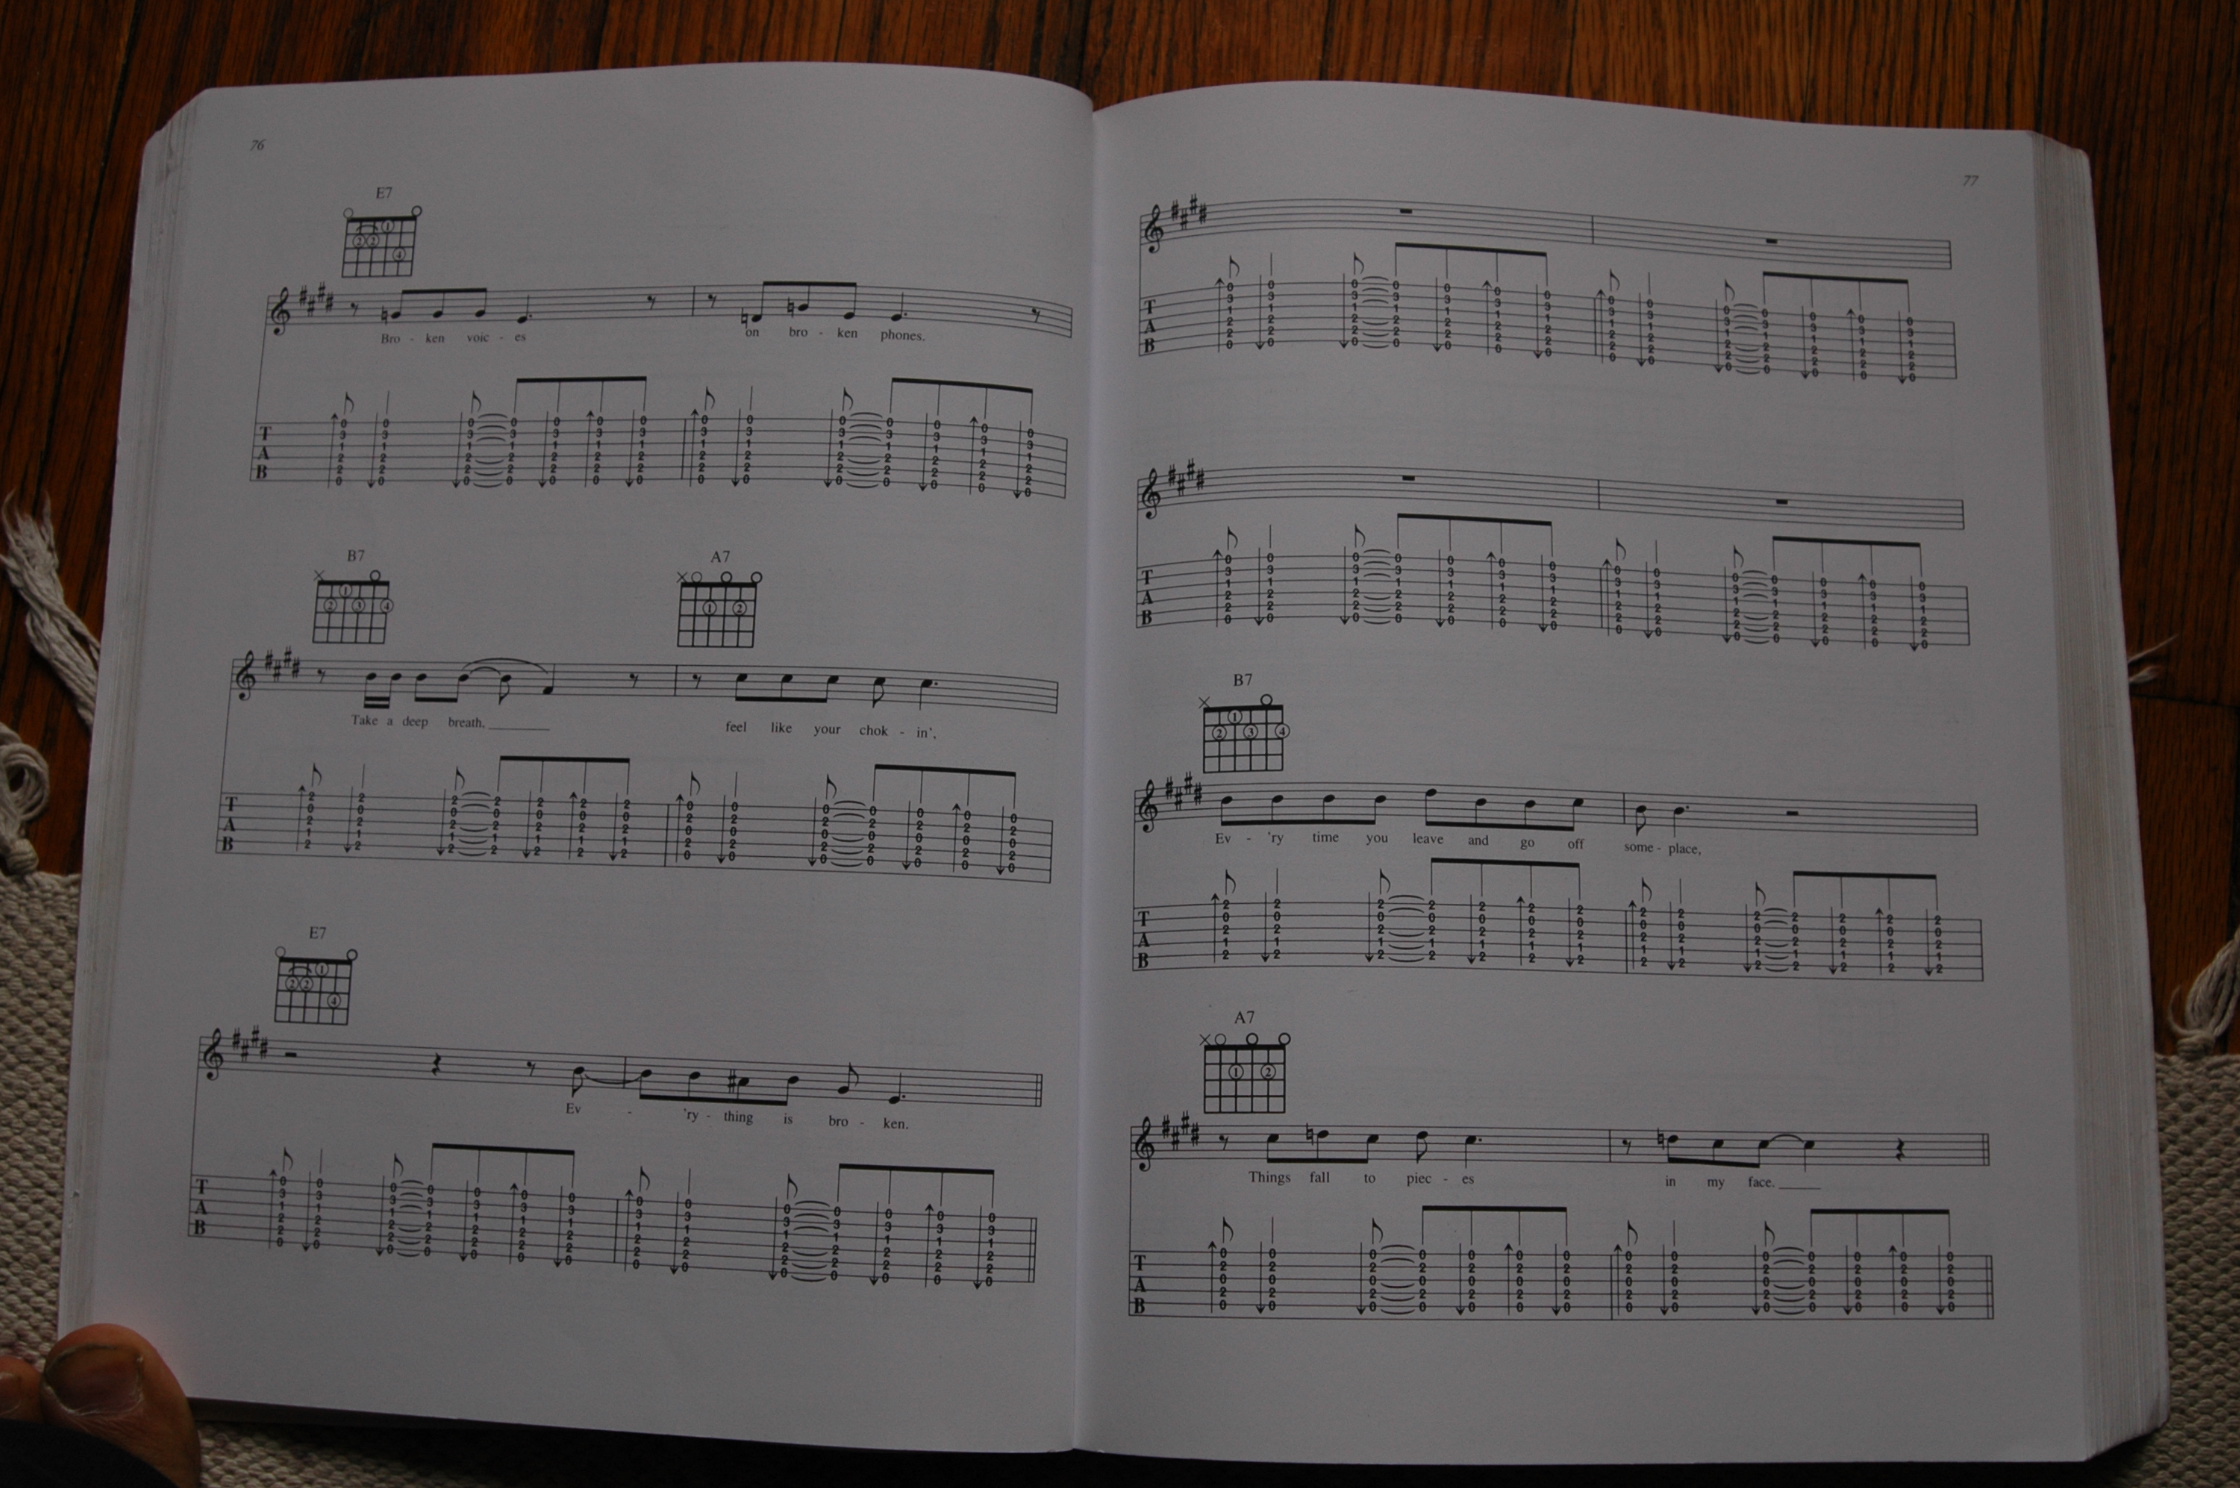 76
E7
Bro - ken voic - es on bro - ken phones.
T
A
B
B7 A7
Take a deep breath, feel like your chok - in',
T
A
B
E7
Ev - 'ry - thing is bro - ken.
T
A
B
77
T
A
B
T
A
B
B7
Ev - 'ry time you leave and go off some - place,
T
A
B
A7
Things fall to piec - es in my face.
T
A
B